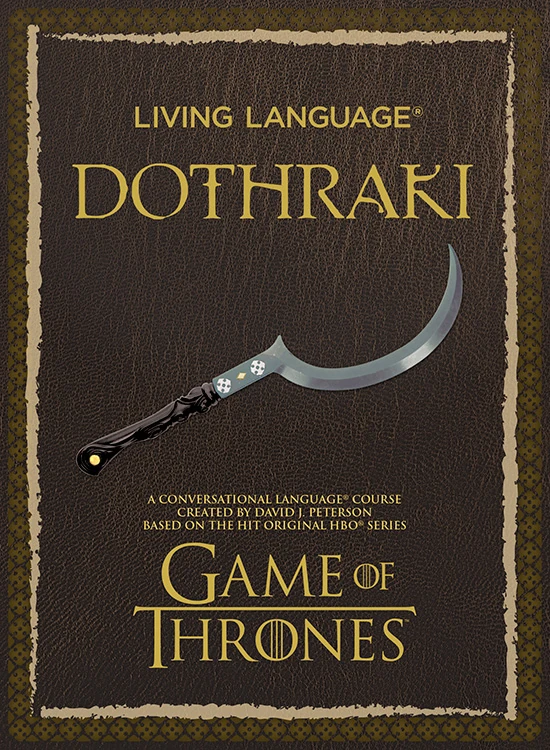 LIVING LANGUAGE®
DOTHRAKI
A CONVERSATIONAL LANGUAGE® COURSE
CREATED BY DAVID J. PETERSON
BASED ON THE HIT ORIGINAL HBO® SERIES
GAME OF
THRONES™